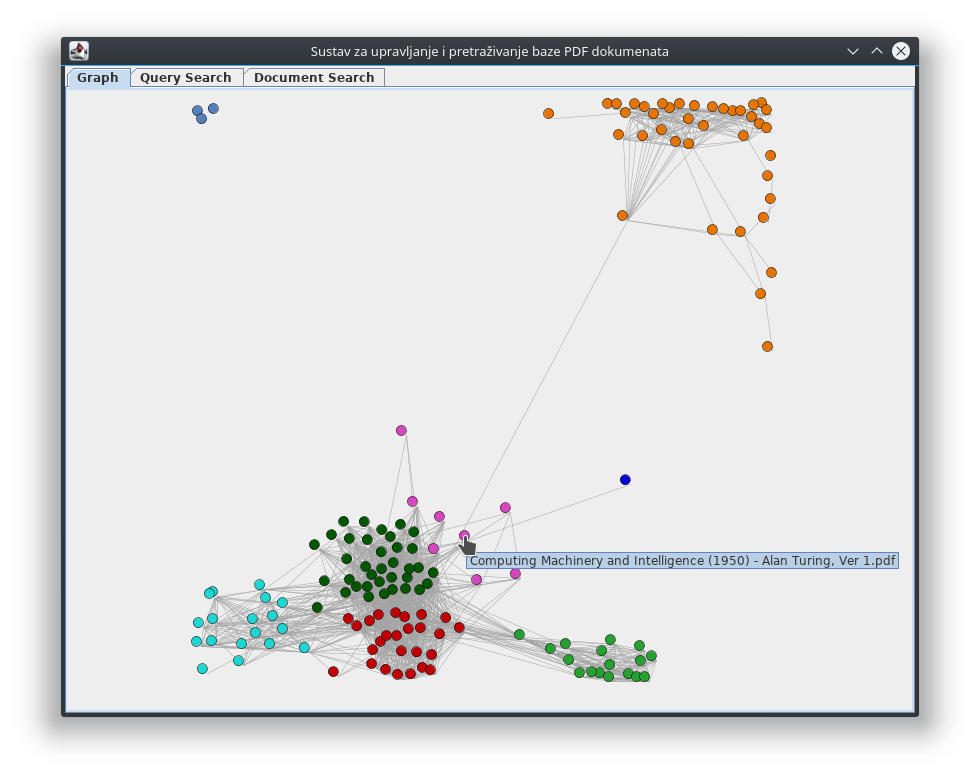 Sustav za upravljanje i pretraživanje baze PDF dokumenata
Graph Query Search Document Search
Computing Machinery and Intelligence (1950) - Alan Turing, Ver 1.pdf